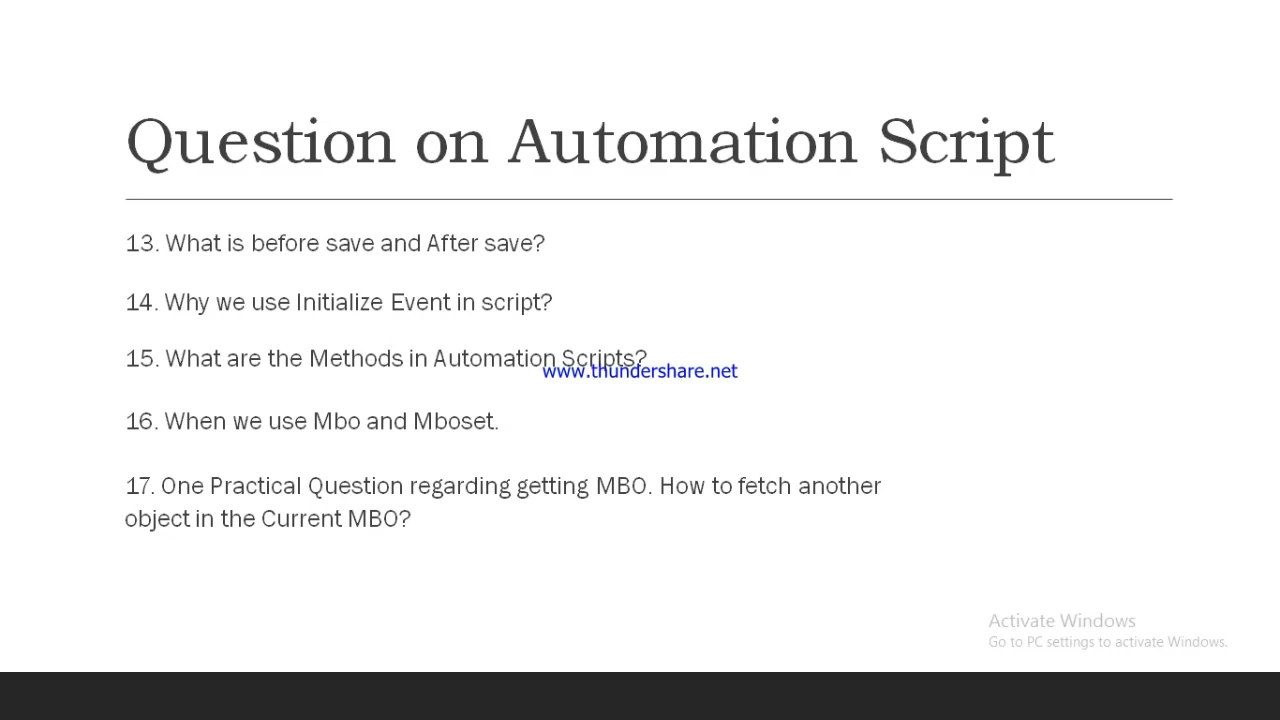 Question on Automation Script
13. What is before save and After save?
14. Why we use Initialize Event in script?
15. What are the Methods in Automation Scripts?
www.thundershare.net
16. When we use Mbo and Mboset.
17. One Practical Question regarding getting MBO. How to fetch another
object in the Current MBO?
Activate Windows
Go to PC settings to activate Windows.